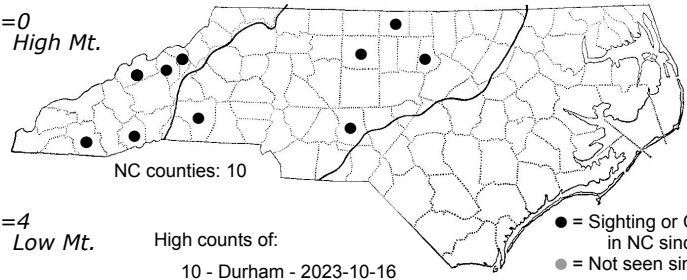 =0
High Mt.
NC counties: 10
=4
Low Mt.
High counts of:
10 - Durham - 2023-10-16
● = Sighting or C
in NC sinc
● = Not seen sin